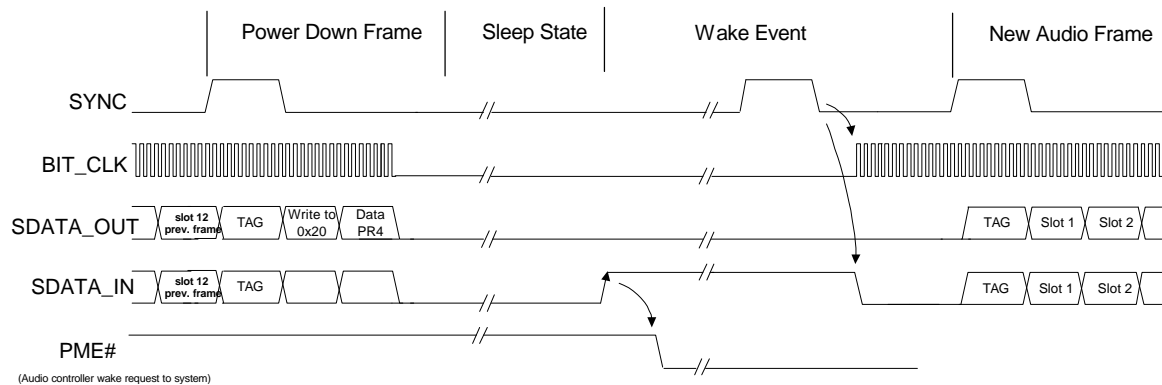 Power Down Frame Sleep State Wake Event New Audio Frame
SYNC
BIT_CLK
SDATA_OUT slot 12 prev. frame TAG Write to 0x20 Data PR4 TAG Slot 1 Slot 2
SDATA_IN slot 12 prev. frame TAG TAG Slot 1 Slot 2
PME#
(Audio controller wake request to system)